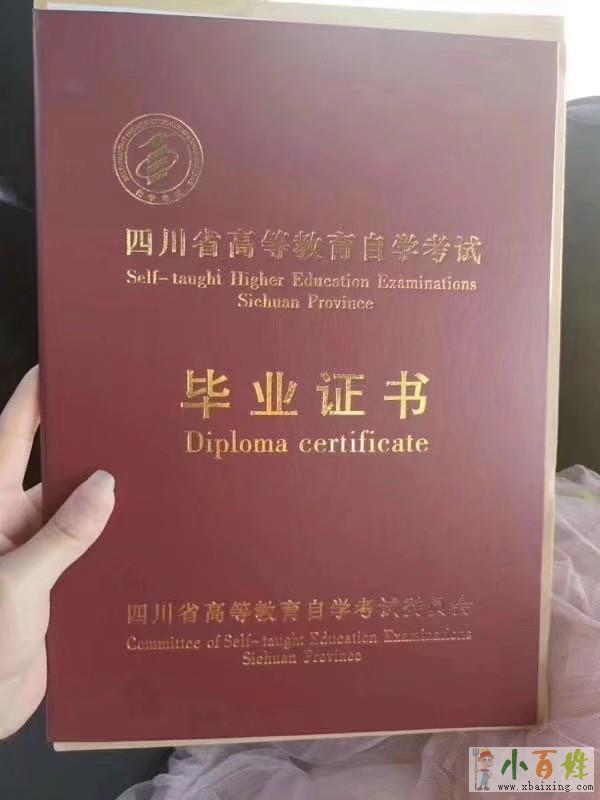 四川省高等教育自学考试
Self-taught Higher Education Examinations
Sichuan Province
毕业证书
Diploma certificate
四川省高等教育自学考试委员会
Committee of Self-taught Education Examinations
Sichuan Province
小百姓
www.xbaixing.com